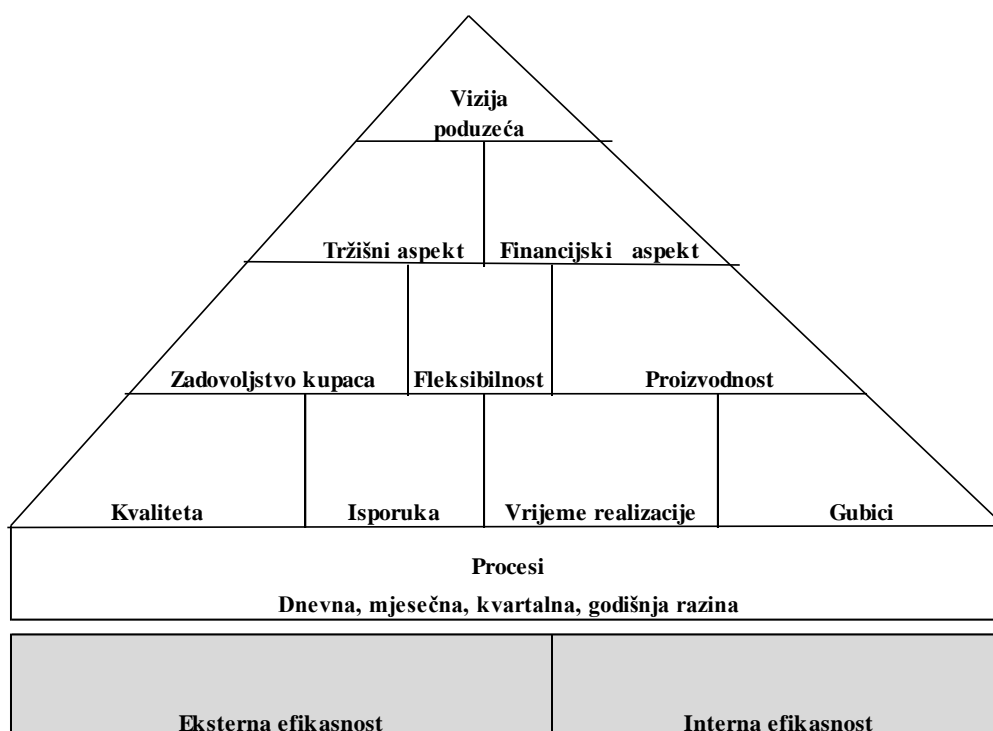 Vizija
poduzeća
Tržišni aspekt Financijski aspekt
Zadovoljstvo kupaca Fleksibilnost Proizvodnost
Kvaliteta Isporuka Vrijeme realizacije Gubici
Procesi
Dnevna, mjesečna, kvartalna, godišnja razina
Eksterna efikasnost Interna efikasnost